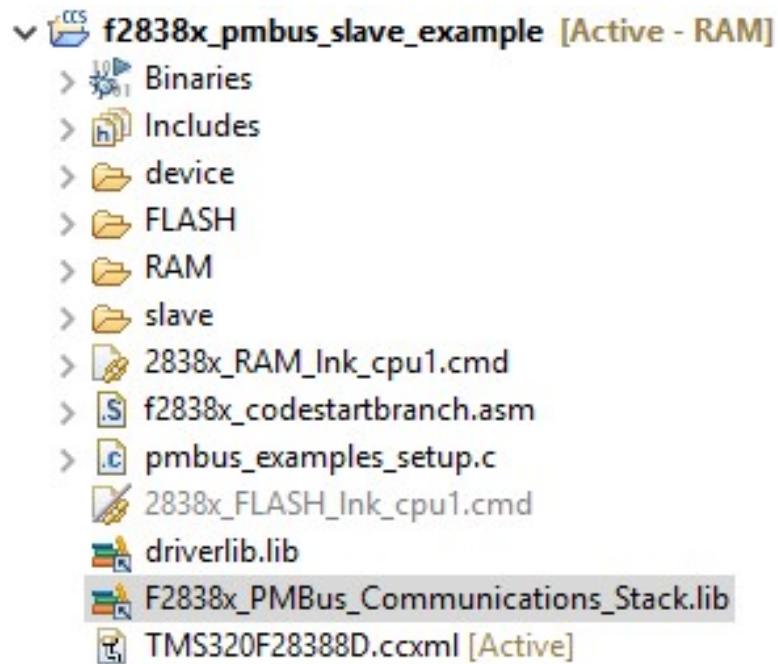 f2838x_pmbus_slave_example [Active - RAM]
Binaries
Includes
device
FLASH
RAM
slave
2838x_RAM_lnk_cpu1.cmd
f2838x_codestartbranch.asm
pmbus_examples_setup.c
2838x_FLASH_lnk_cpu1.cmd
driverlib.lib
F2838x_PMBus_Communications_Stack.lib
TMS320F28388D.ccxml [Active]